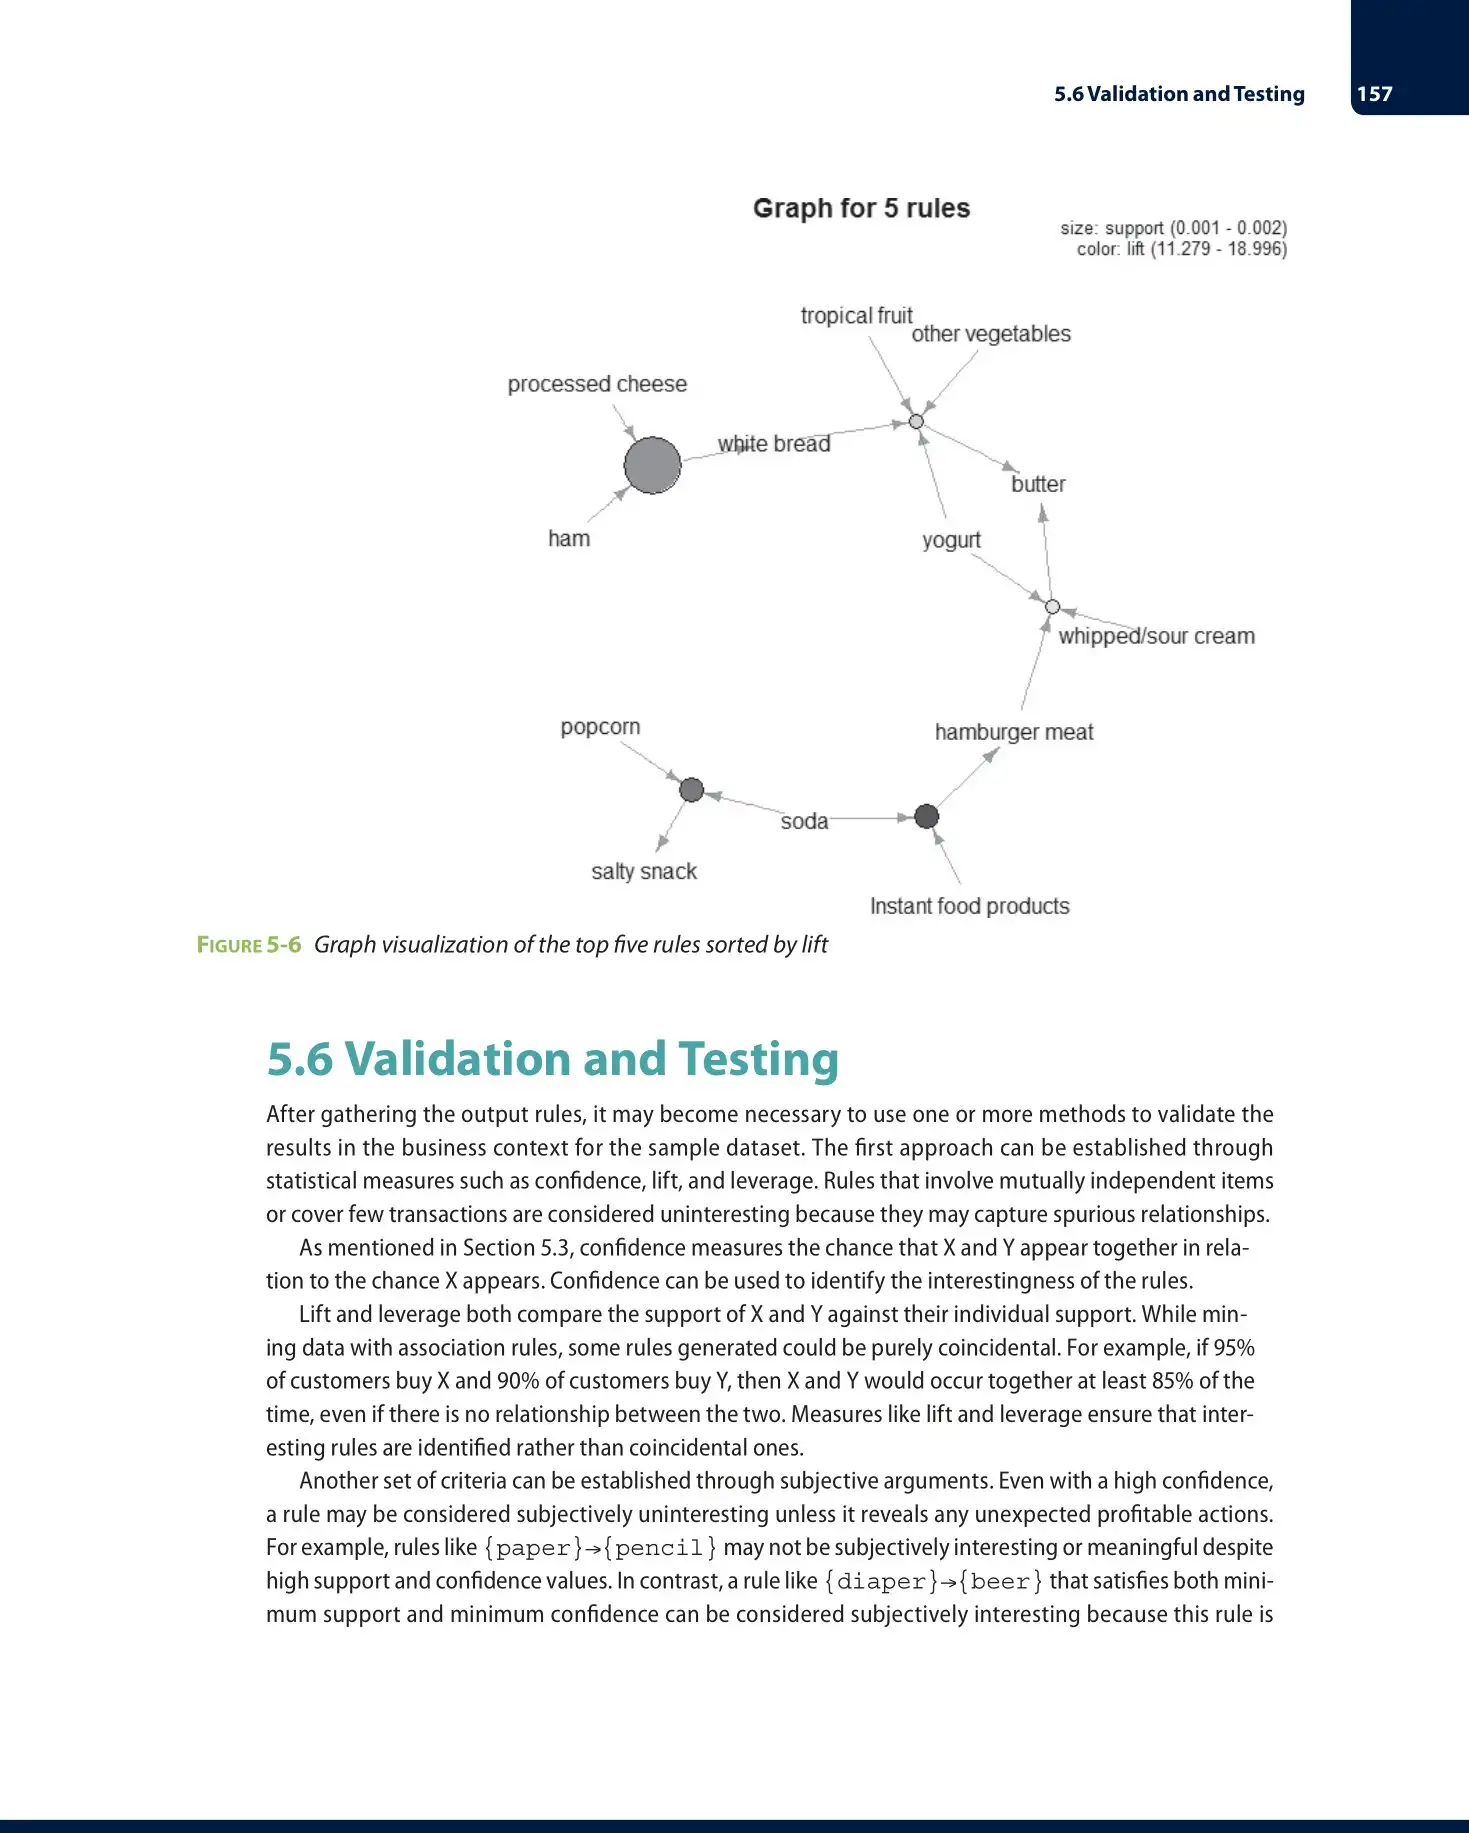 5.6 Validation and Testing 157
Graph for 5 rules
size: support (0.001 - 0.002)
color: lift (11.279 - 18.996)
tropical fruit
other vegetables
processed cheese
white bread
butter
ham
yogurt
whipped/sour cream
popcorn
hamburger meat
soda
salty snack
Instant food products
FIGURE 5-6 Graph visualization of the top five rules sorted by lift
5.6 Validation and Testing
After gathering the output rules, it may become necessary to use one or more methods to validate the
results in the business context for the sample dataset. The first approach can be established through
statistical measures such as confidence, lift, and leverage. Rules that involve mutually independent items
or cover few transactions are considered uninteresting because they may capture spurious relationships.
As mentioned in Section 5.3, confidence measures the chance that X and Y appear together in rela-
tion to the chance X appears. Confidence can be used to identify the interestingness of the rules.
Lift and leverage both compare the support of X and Y against their individual support. While min-
ing data with association rules, some rules generated could be purely coincidental. For example, if 95%
of customers buy X and 90% of customers buy Y, then X and Y would occur together at least 85% of the
time, even if there is no relationship between the two. Measures like lift and leverage ensure that inter-
esting rules are identified rather than coincidental ones.
Another set of criteria can be established through subjective arguments. Even with a high confidence,
a rule may be considered subjectively uninteresting unless it reveals any unexpected profitable actions.
For example, rules like {paper}→{pencil} may not be subjectively interesting or meaningful despite
high support and confidence values. In contrast, a rule like {diaper}→{beer} that satisfies both mini-
mum support and minimum confidence can be considered subjectively interesting because this rule is